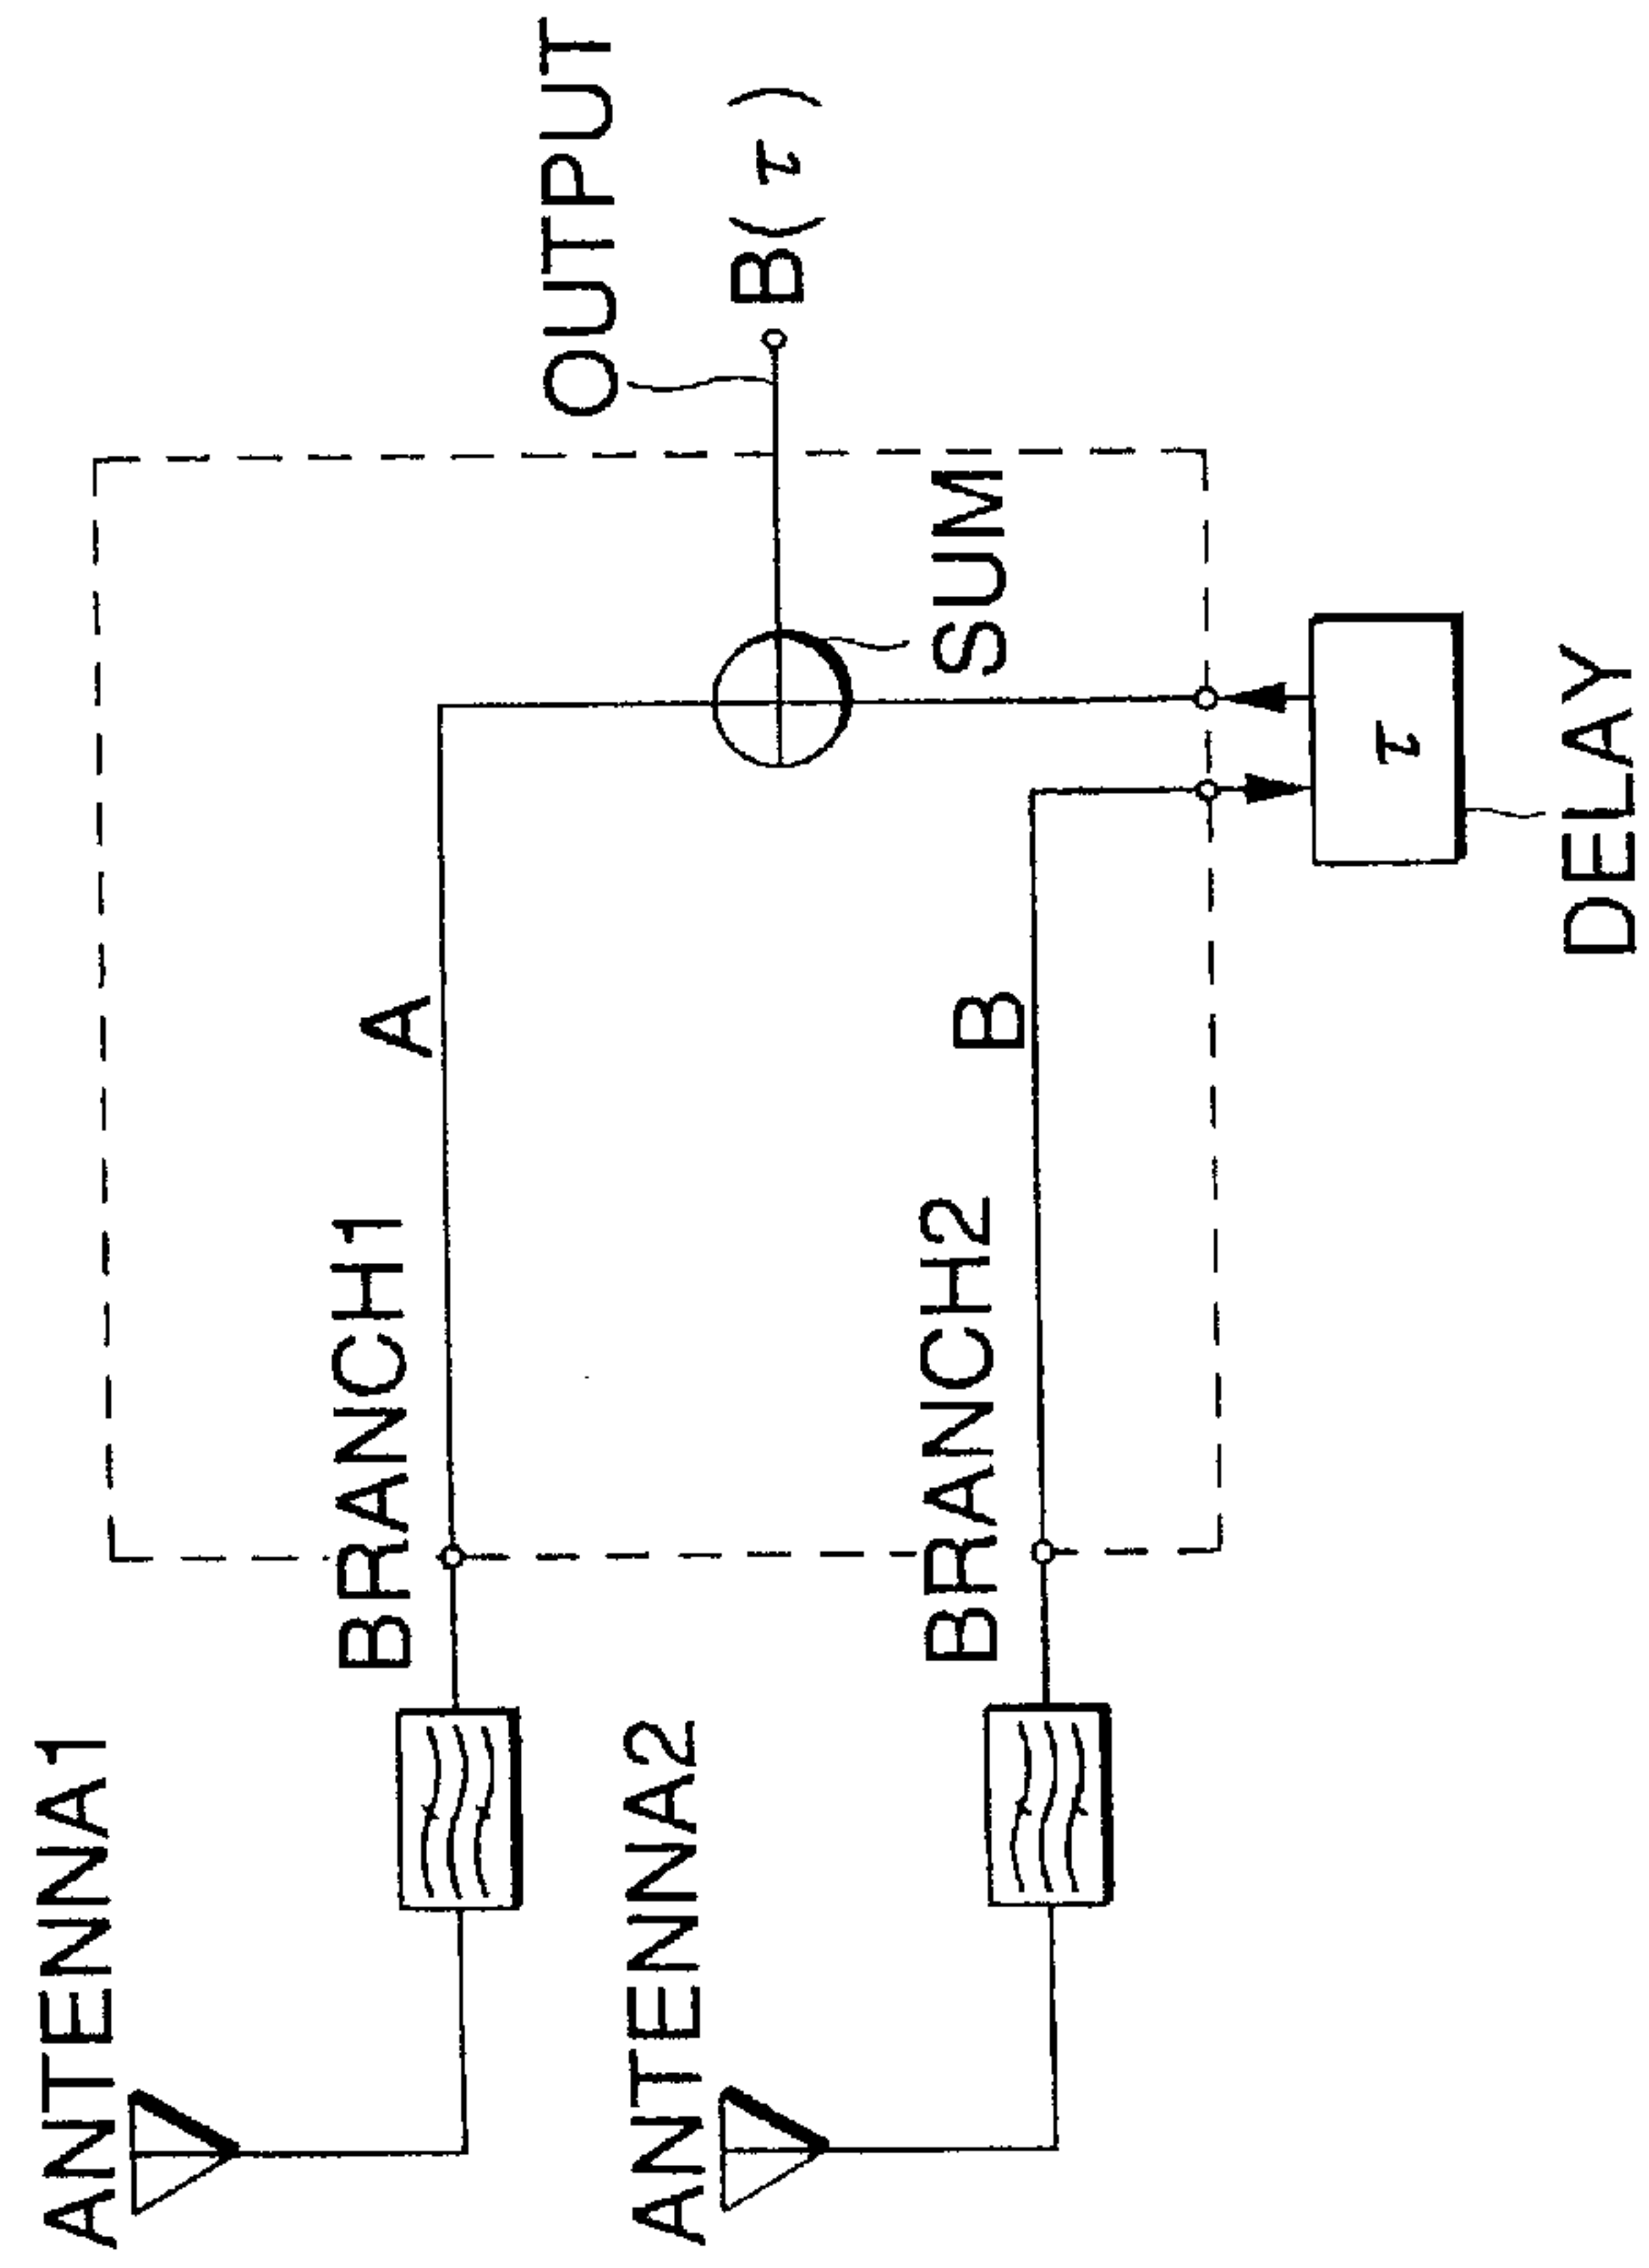 ANTENNA1
BRANCH1
A
OUTPUT
B(τ)
ANTENNA2
BRANCH2
B
SUM
τ
DELAY